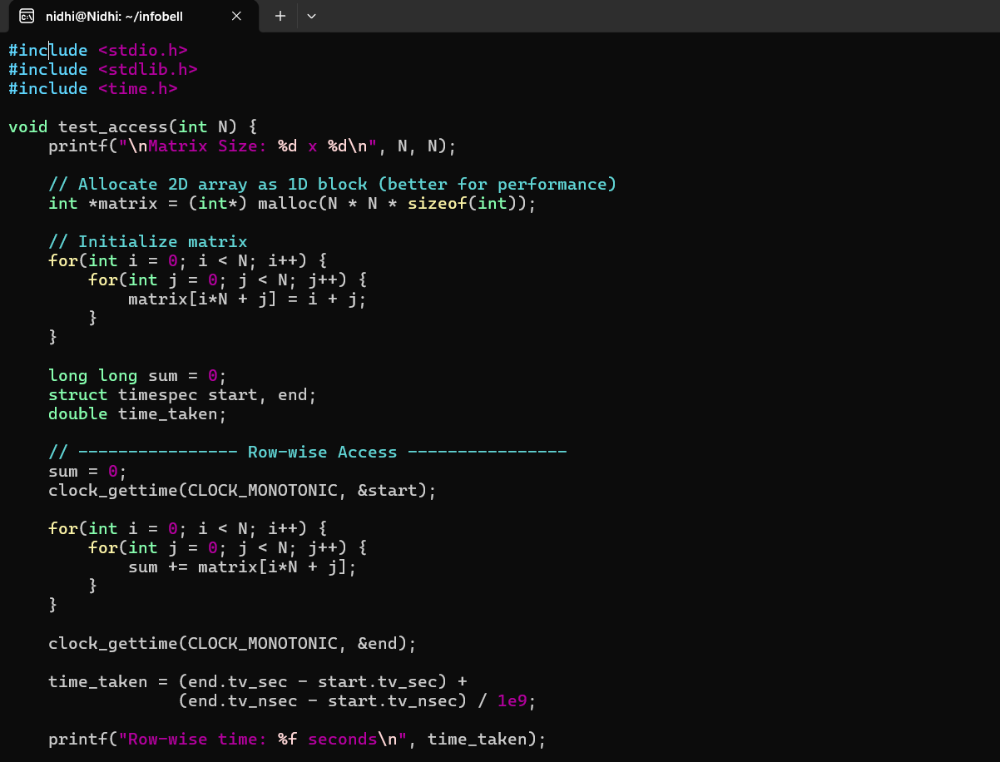 nidhi@Nidhi: ~/infobell
#include <stdio.h>
#include <stdlib.h>
#include <time.h>

void test_access(int N) {
    printf("\nMatrix Size: %d x %d\n", N, N);

    // Allocate 2D array as 1D block (better for performance)
    int *matrix = (int*) malloc(N * N * sizeof(int));

    // Initialize matrix
    for(int i = 0; i < N; i++) {
        for(int j = 0; j < N; j++) {
            matrix[i*N + j] = i + j;
        }
    }

    long long sum = 0;
    struct timespec start, end;
    double time_taken;

    // ---------------- Row-wise Access ----------------
    sum = 0;
    clock_gettime(CLOCK_MONOTONIC, &start);

    for(int i = 0; i < N; i++) {
        for(int j = 0; j < N; j++) {
            sum += matrix[i*N + j];
        }
    }

    clock_gettime(CLOCK_MONOTONIC, &end);

    time_taken = (end.tv_sec - start.tv_sec) +
                 (end.tv_nsec - start.tv_nsec) / 1e9;

    printf("Row-wise time: %f seconds\n", time_taken);